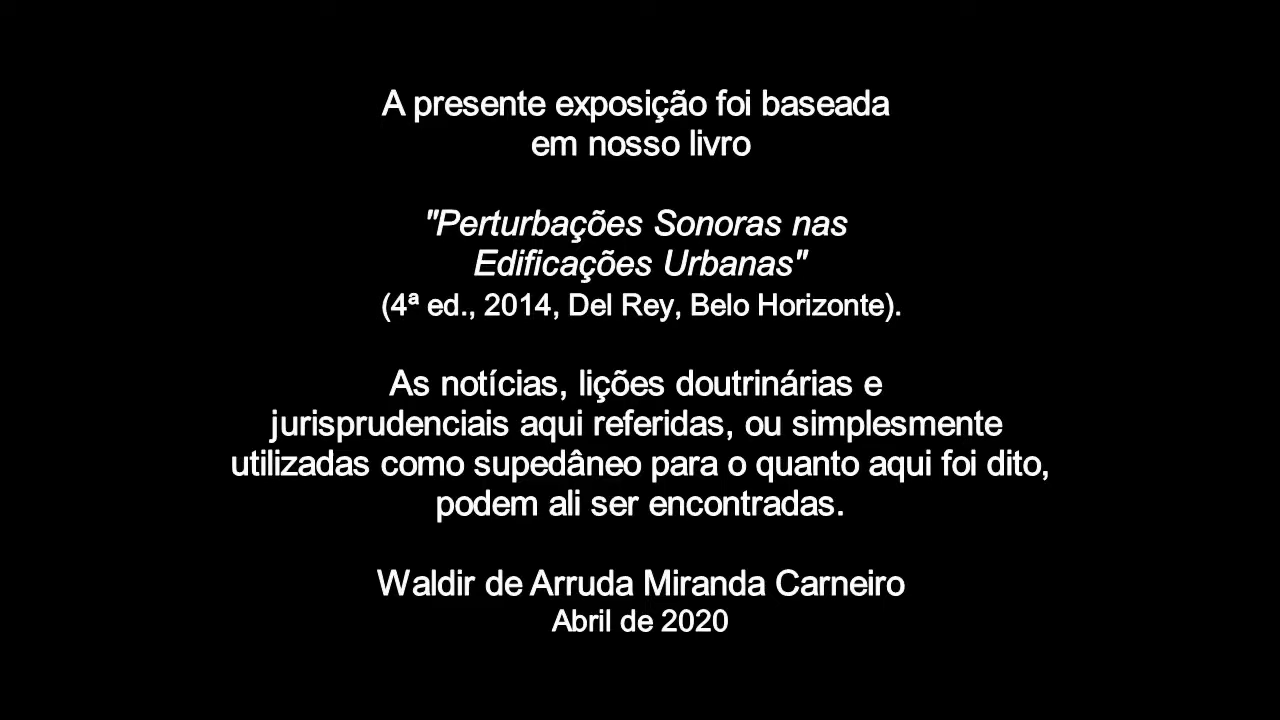 A presente exposição foi baseada
em nosso livro
"Perturbações Sonoras nas
Edificações Urbanas"
(4ª ed., 2014, Del Rey, Belo Horizonte).
As notícias, lições doutrinárias e
jurisprudenciais aqui referidas, ou simplesmente
utilizadas como supedâneo para o quanto aqui foi dito,
podem ali ser encontradas.
Waldir de Arruda Miranda Carneiro
Abril de 2020